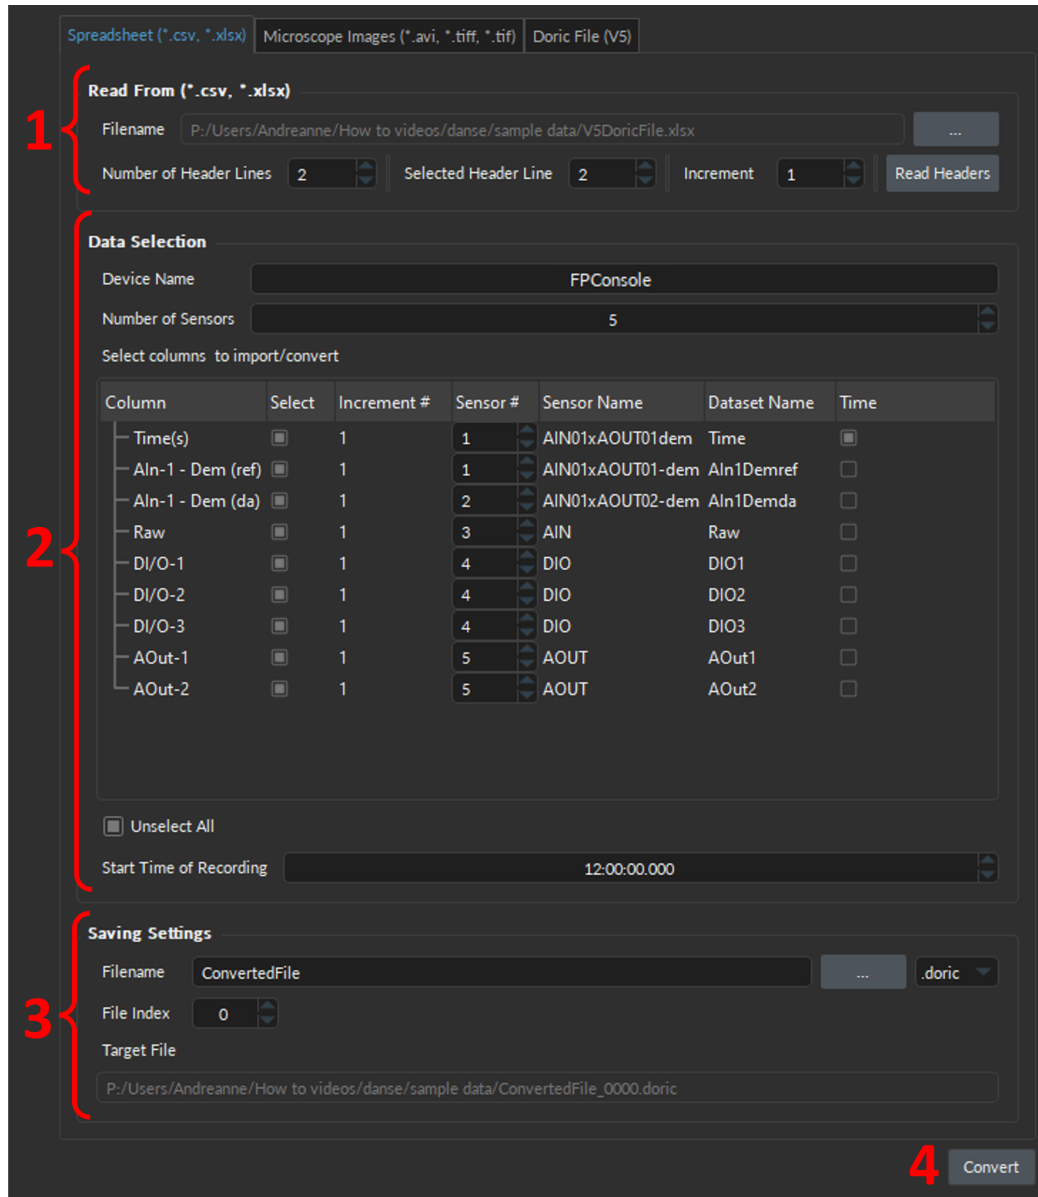 Spreadsheet (*.csv, *.xlsx) Microscope Images (*.avi, *.tiff, *.tif) Doric File (V5)
1
Read From (*.csv, *.xlsx)
Filename P:/Users/Andreanne/How to videos/danse/sample data/V5DoricFile.xlsx ...
Number of Header Lines 2 Selected Header Line 2 Increment 1 Read Headers
2
Data Selection
Device Name FPConsole
Number of Sensors 5
Select columns to import/convert
Column Select Increment # Sensor # Sensor Name Dataset Name Time
Time(s) 1 1 AIN01xAOUT01dem Time
AIn-1 - Dem (ref) 1 1 AIN01xAOUT01-dem AIn1Demref
AIn-1 - Dem (da) 1 2 AIN01xAOUT02-dem AIn1Demda
Raw 1 3 AIN Raw
DI/O-1 1 4 DIO DIO1
DI/O-2 1 4 DIO DIO2
DI/O-3 1 4 DIO DIO3
AOut-1 1 5 AOUT AOut1
AOut-2 1 5 AOUT AOut2
Unselect All
Start Time of Recording 12:00:00.000
3
Saving Settings
Filename ConvertedFile ... .doric
File Index 0
Target File
P:/Users/Andreanne/How to videos/danse/sample data/ConvertedFile_0000.doric
4 Convert